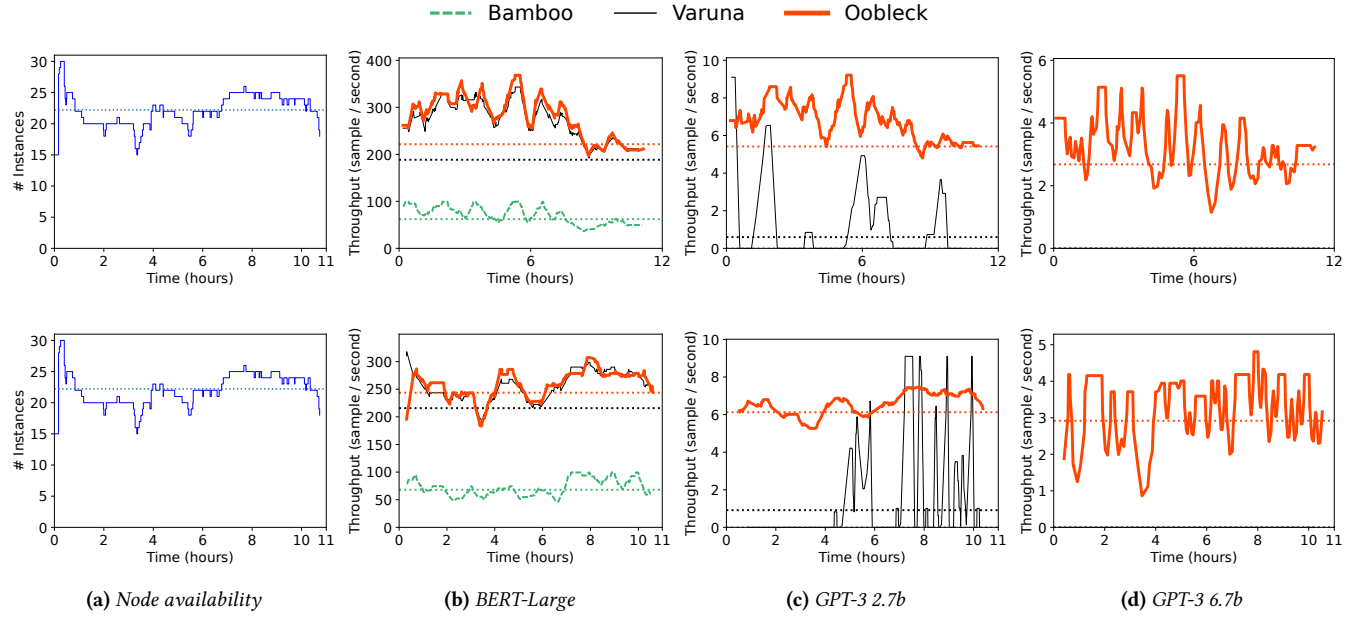 Bamboo Varuna Oobleck
# Instances
30
25
20
15
10
5
0
0 2 4 6 8 10 11
Time (hours)
Throughput (sample / second)
400
300
200
100
0
0 2 4 6 8 12
Time (hours)
Throughput (sample / second)
10
8
6
4
2
0
0 2 6 12
Time (hours)
Throughput (sample / second)
6
4
2
0
0 6 12
Time (hours)
# Instances
30
25
20
15
10
5
0
0 2 4 6 8 10 11
Time (hours)
Throughput (sample / second)
300
250
200
150
100
50
0
0 2 4 6 8 10 11
Time (hours)
Throughput (sample / second)
10
8
6
4
2
0
0 2 4 6 8 10 11
Time (hours)
Throughput (sample / second)
5
4
3
2
1
0
0 2 4 6 8 10 11
Time (hours)
(a) Node availability
(b) BERT-Large
(c) GPT-3 2.7b
(d) GPT-3 6.7b